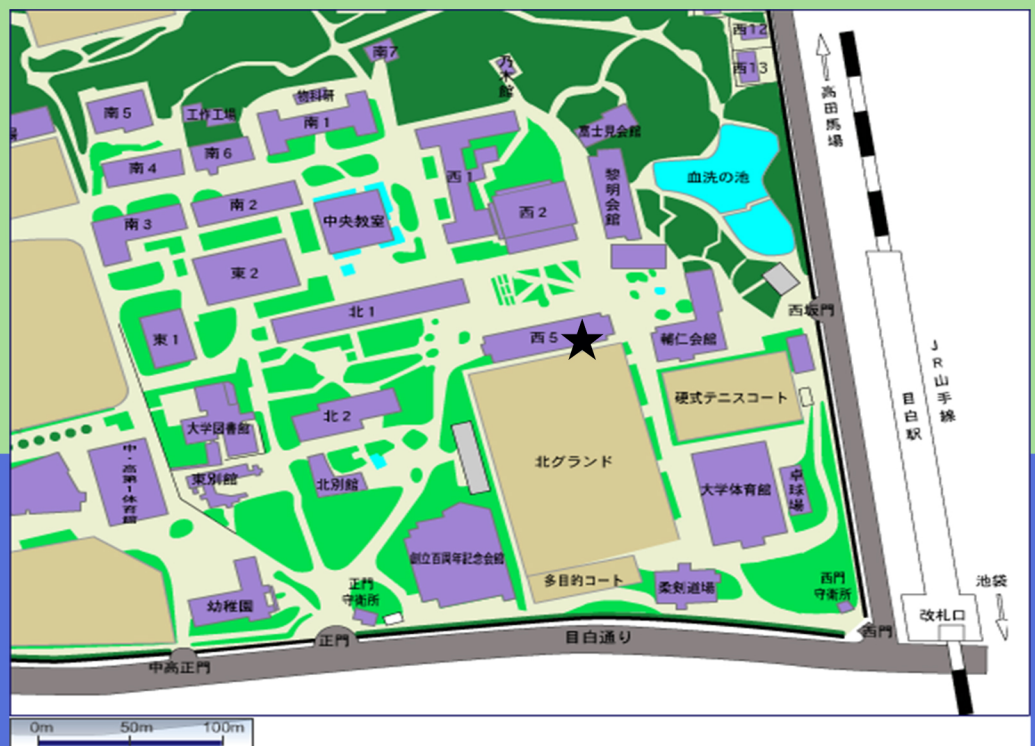 西12
南7
西13
乃木館
高田馬場
物科研
南5
工作工場
南1
富士見会館
南6
南4
西1
血洗の池
黎明会館
南2
西2
南3
中央教室
東2
北1
西坂門
東1
西5
輔仁会館
JR山手線
目白駅
硬式テニスコート
北2
大学図書館
中・高第1体育館
北グランド
東別館
北別館
大学体育館
卓球場
創立百周年記念会館
多目的コート
正門守衛所
柔剣道場
西門守衛所
池袋
幼稚園
改札口
西門
正門
目白通り
中高正門
0m 50m 100m